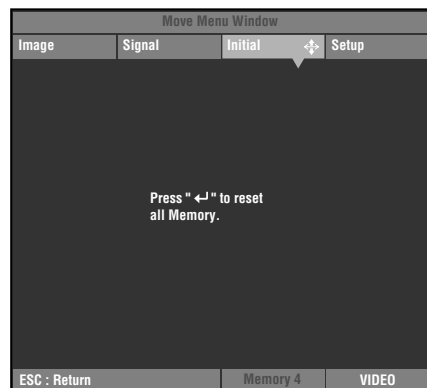 Move Menu Window
Image Signal Initial Setup
Press " ↵ " to reset
all Memory.
ESC : Return Memory 4 VIDEO